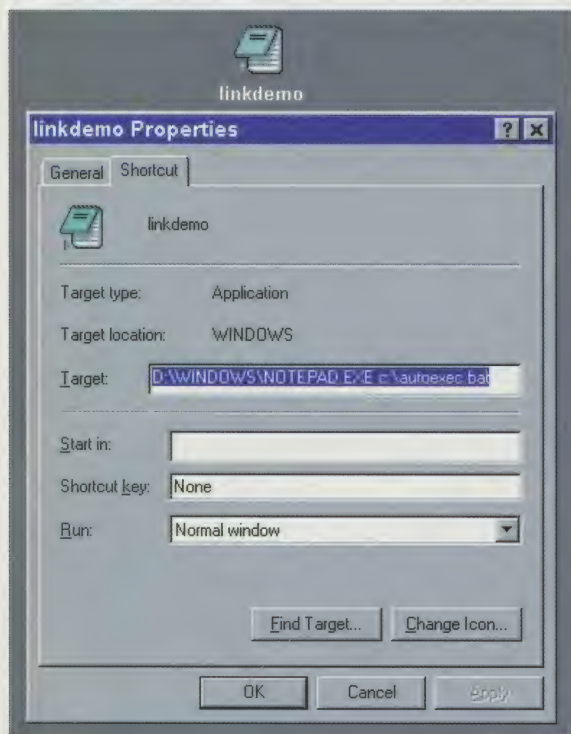 linkdemo
linkdemo Properties
? X
General Shortcut
linkdemo
Target type: Application
Target location: WINDOWS
Target: D:\WINDOWS\NOTEPAD.EXE c:\autoexec.bat
Start in:
Shortcut key: None
Run: Normal window
Find Target... Change Icon...
OK Cancel Apply